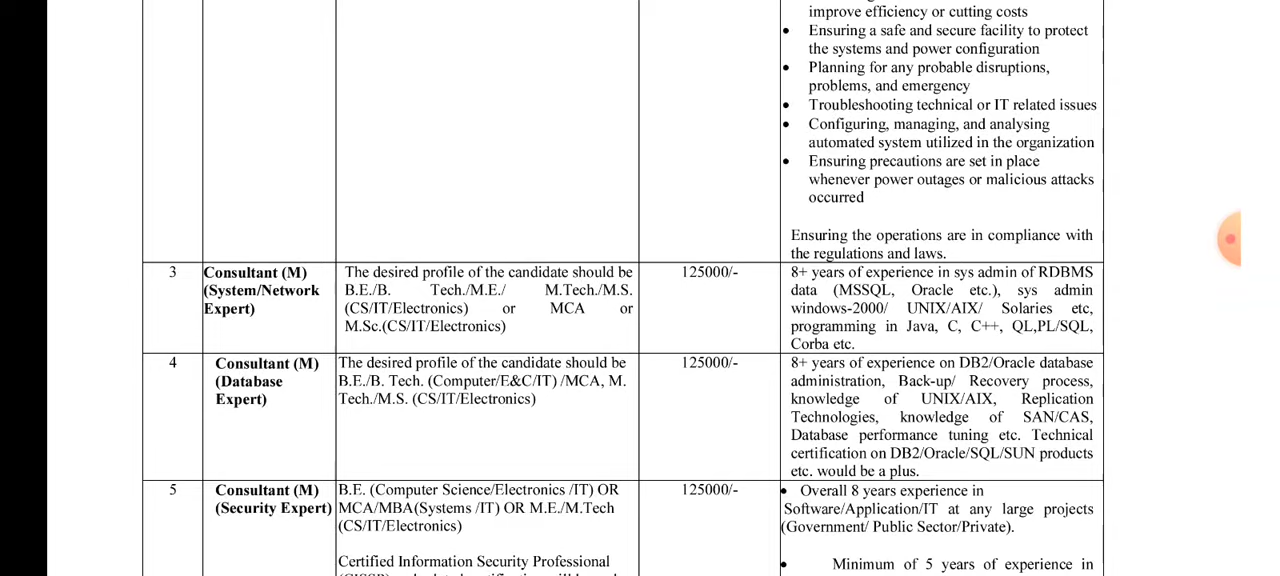 improve efficiency or cutting costs
• Ensuring a safe and secure facility to protect
the systems and power configuration
• Planning for any probable disruptions,
problems, and emergency
• Troubleshooting technical or IT related issues
• Configuring, managing, and analysing
automated system utilized in the organization
• Ensuring precautions are set in place
whenever power outages or malicious attacks
occurred
Ensuring the operations are in compliance with
the regulations and laws.
3
Consultant (M)
(System/Network
Expert)
The desired profile of the candidate should be
B.E./B. Tech./M.E./ M.Tech./M.S.
(CS/IT/Electronics) or MCA or
M.Sc.(CS/IT/Electronics)
125000/-
8+ years of experience in sys admin of RDBMS
data (MSSQL, Oracle etc.), sys admin
windows-2000/ UNIX/AIX/ Solaries etc,
programming in Java, C, C++, QL,PL/SQL,
Corba etc.
4
Consultant (M)
(Database
Expert)
The desired profile of the candidate should be
B.E./B. Tech. (Computer/E&C/IT) /MCA, M.
Tech./M.S. (CS/IT/Electronics)
125000/-
8+ years of experience on DB2/Oracle database
administration, Back-up/ Recovery process,
knowledge of UNIX/AIX, Replication
Technologies, knowledge of SAN/CAS,
Database performance tuning etc. Technical
certification on DB2/Oracle/SQL/SUN products
etc. would be a plus.
5
Consultant (M)
(Security Expert)
B.E. (Computer Science/Electronics /IT) OR
MCA/MBA(Systems /IT) OR M.E./M.Tech
(CS/IT/Electronics)
Certified Information Security Professional
125000/-
• Overall 8 years experience in
Software/Application/IT at any large projects
(Government/ Public Sector/Private).
• Minimum of 5 years of experience in